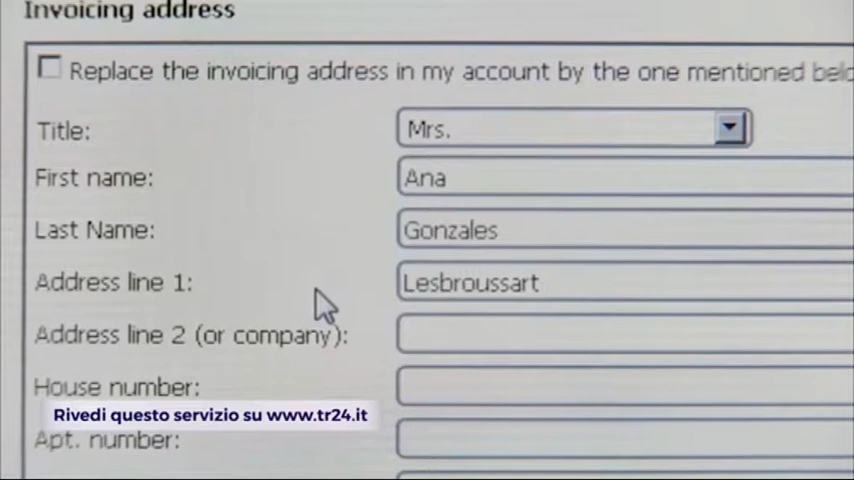 Invoicing address
Replace the invoicing address in my account by the one mentioned
Title:
Mrs.
First name:
Ana
Last Name:
Gonzales
Address line 1:
Lesbroussart
Address line 2 (or company):
House number:
Rivedi questo servizio su www.tr24.it
Apt. number: